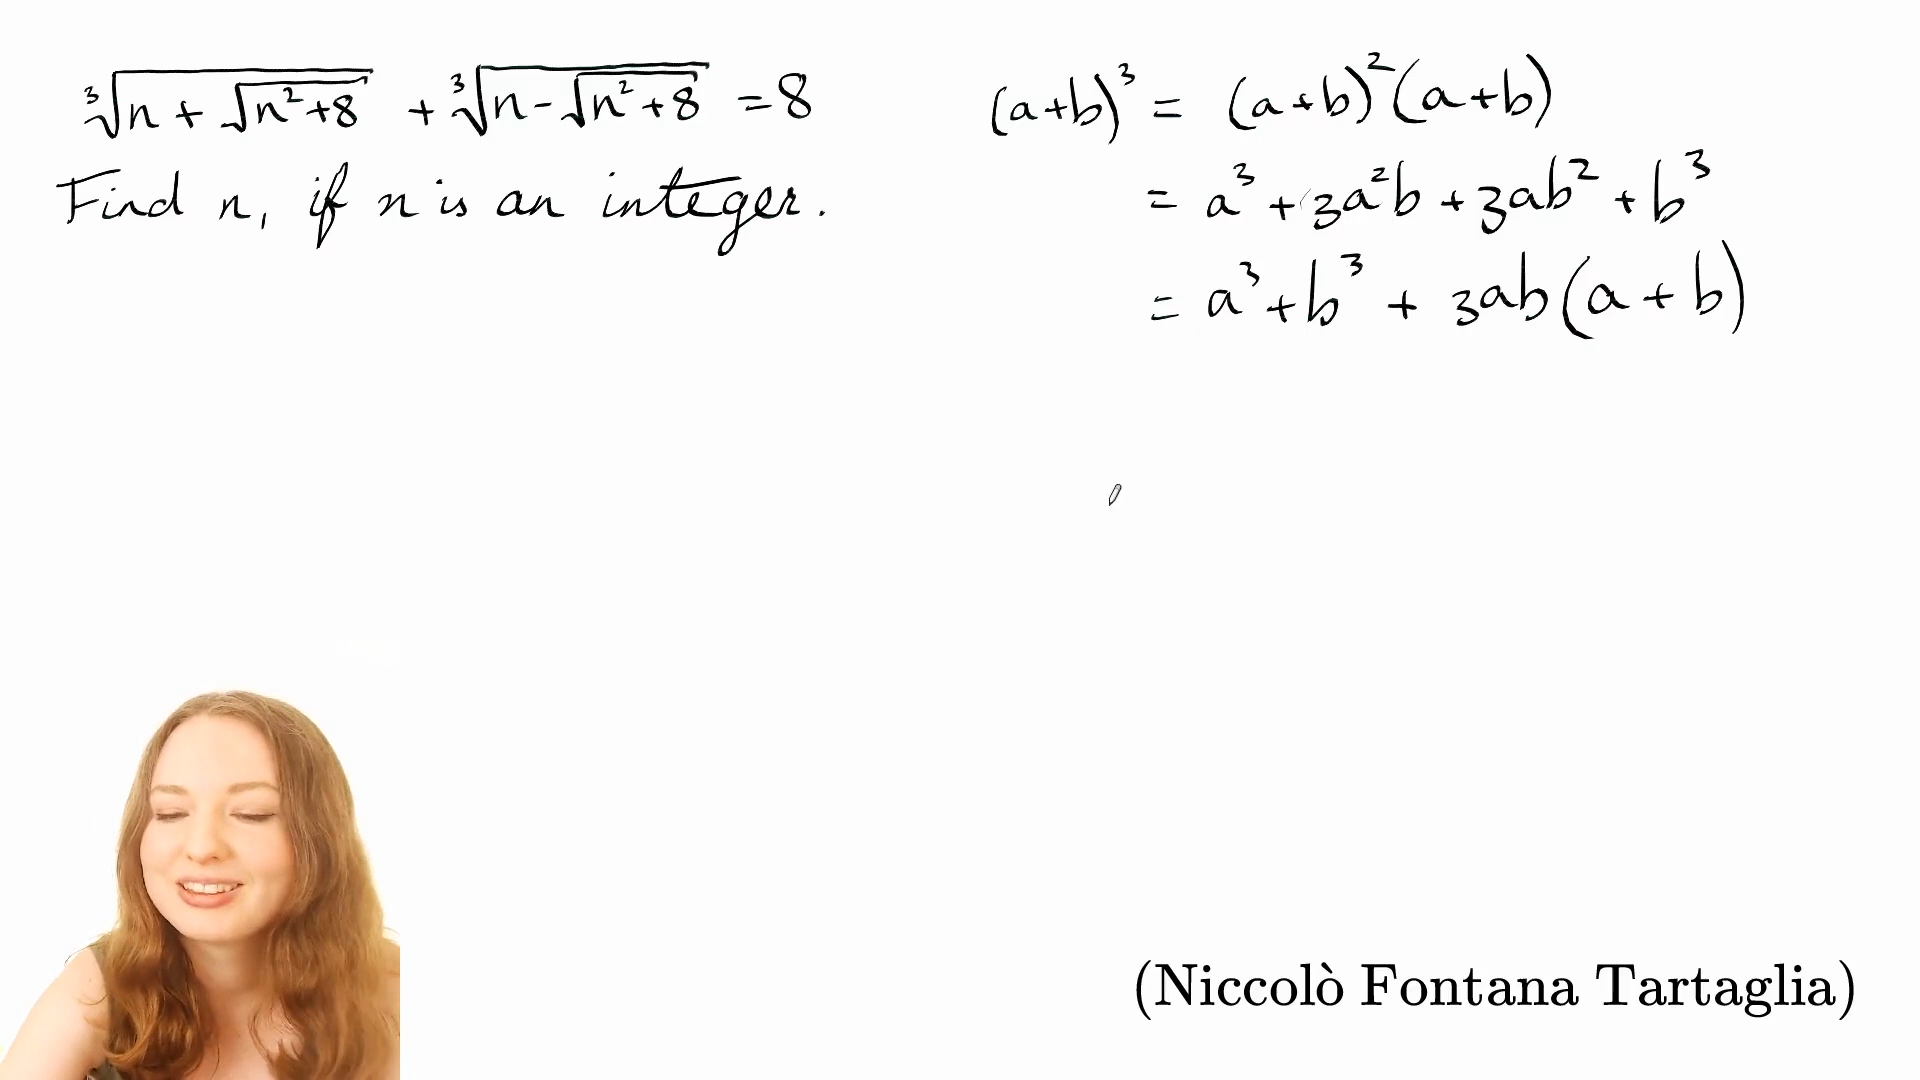 ∛(n + √(n²+8)) + ∛(n - √(n²+8)) = 8
Find n, if n is an integer.
(a+b)³ = (a+b)²(a+b)
= a³ + 3a²b + 3ab² + b³
= a³ + b³ + 3ab(a + b)
(Niccolò Fontana Tartaglia)